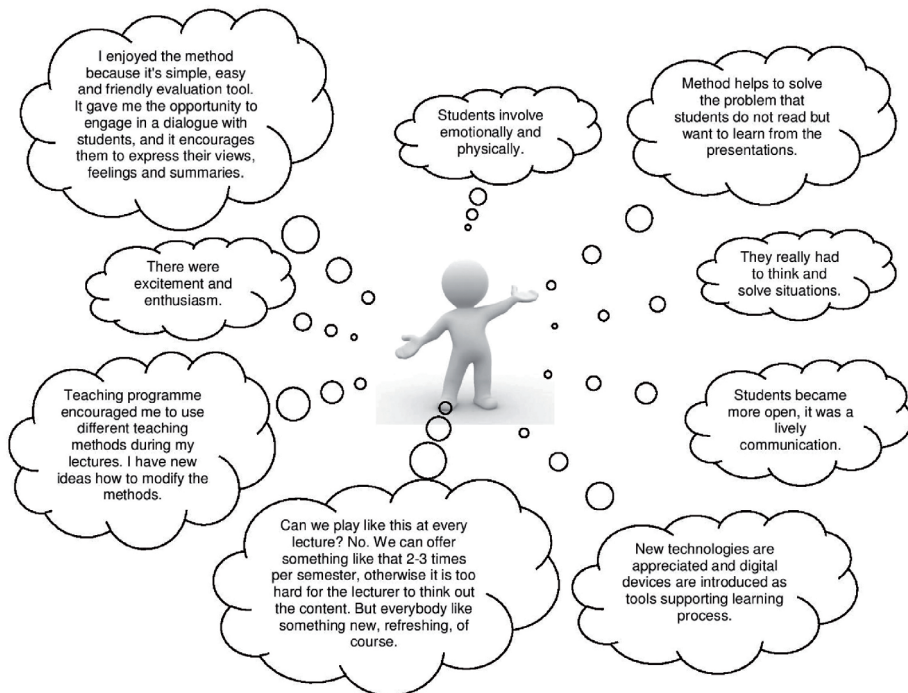 I enjoyed the method
because it's simple, easy
and friendly evaluation tool.
It gave me the opportunity to
engage in a dialogue with
students, and it encourages
them to express their views,
feelings and summaries.
Students involve
emotionally and
physically.
Method helps to solve
the problem that
students do not read but
want to learn from the
presentations.
There were
excitement and
enthusiasm.
They really had
to think and
solve situations.
Teaching programme
encouraged me to use
different teaching
methods during my
lectures. I have new
ideas how to modify the
methods.
Students became
more open, it was a
lively
communication.
Can we play like this at every
lecture? No. We can offer
something like that 2-3 times
per semester, otherwise it is too
hard for the lecturer to think out
the content. But everybody like
something new, refreshing, of
course.
New technologies are
appreciated and digital
devices are introduced as
tools supporting learning
process.